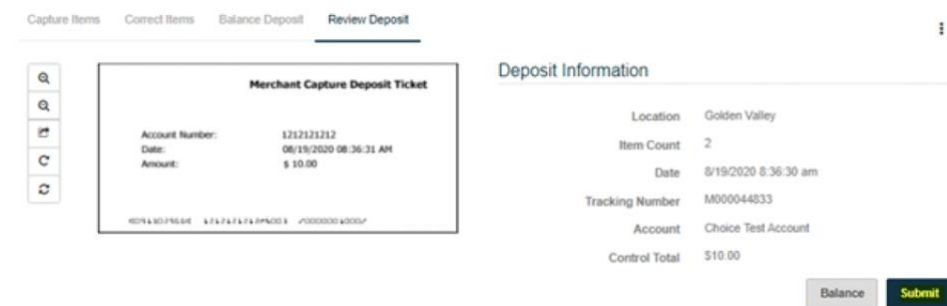 Capture Items Correct Items Balance Deposit Review Deposit
Merchant Capture Deposit Ticket
Account Number: 1212121212
Date: 08/19/2020 08:36:31 AM
Amount: $ 10.00
Deposit Information
Location Golden Valley
Item Count 2
Date 8/19/2020 8:36:30 am
Tracking Number M000044833
Account Choice Test Account
Control Total $10.00
Balance Submit